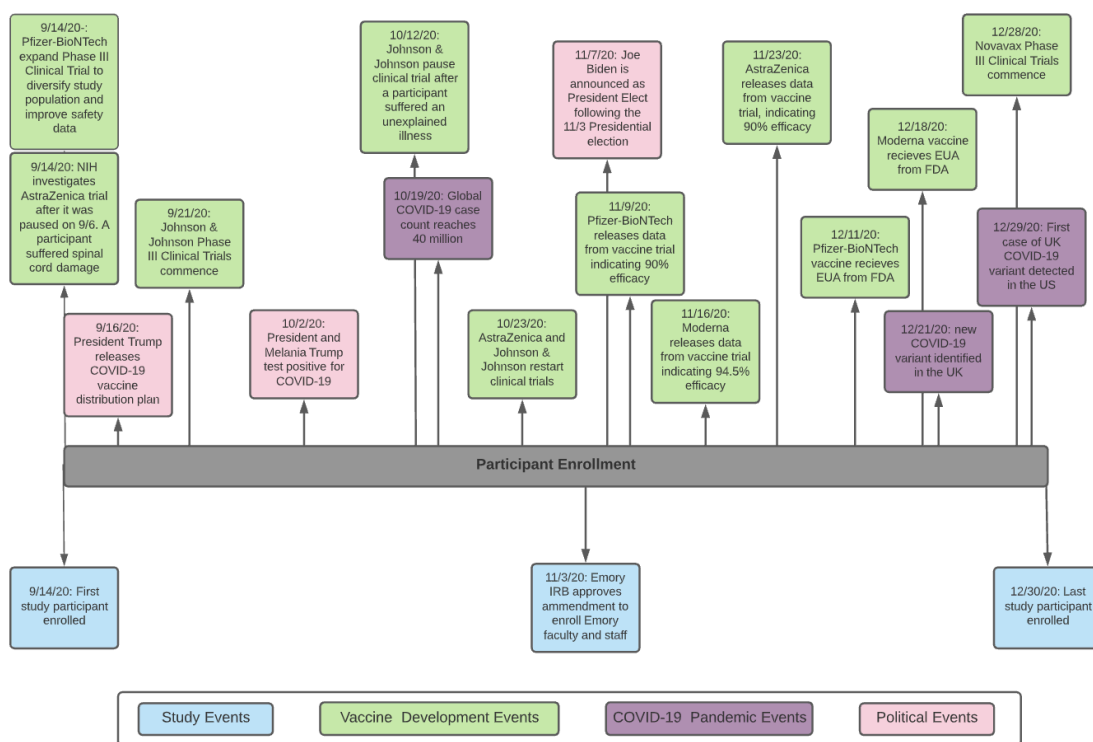 9/14/20-:
Pfizer-BioNTech
expand Phase III
Clinical Trial to
diversify study
population and
improve safety
data
9/14/20: NIH
investigates
AstraZenica trial
after it was
paused on 9/6. A
participant
suffered spinal
cord damage
9/16/20:
President Trump
releases
COVID-19
vaccine
distribution plan
9/21/20:
Johnson &
Johnson Phase
III Clinical Trials
commence
10/2/20:
President and
Melania Trump
test positive for
COVID-19
10/12/20:
Johnson &
Johnson pause
clinical trial after
a participant
suffered an
unexplained
illness
10/19/20: Global
COVID-19 case
count reaches
40 million
10/23/20:
AstraZenica and
Johnson &
Johnson restart
clinical trials
11/7/20: Joe
Biden is
announced as
President Elect
following the
11/3 Presidential
election
11/9/20:
Pfizer-BioNTech
releases data
from vaccine trial
indicating 90%
efficacy
11/16/20:
Moderna
releases data
from vaccine trial
indicating 94.5%
efficacy
11/23/20:
AstraZenica
releases data
from vaccine
trial, indicating
90% efficacy
12/11/20:
Pfizer-BioNTech
vaccine recieves
EUA from FDA
12/18/20:
Moderna vaccine
recieves EUA
from FDA
12/21/20: new
COVID-19
variant identified
in the UK
12/28/20:
Novavax Phase
III Clinical Trials
commence
12/29/20: First
case of UK
COVID-19
variant detected
in the US
Participant Enrollment
9/14/20: First
study participant
enrolled
11/3/20: Emory
IRB approves
ammendment to
enroll Emory
faculty and staff
12/30/20: Last
study participant
enrolled
Study Events
Vaccine Development Events
COVID-19 Pandemic Events
Political Events